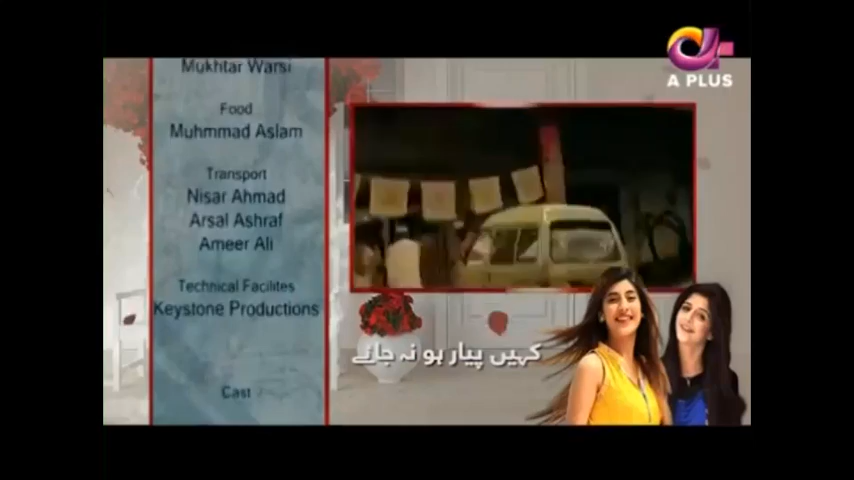 A PLUS
Mukhtar Warsi
Food
Muhmmad Aslam
Transport
Nisar Ahmad
Arsal Ashraf
Ameer Ali
Technical Facilites
Keystone Productions
Cast
کہیں پیار ہو نہ جائے